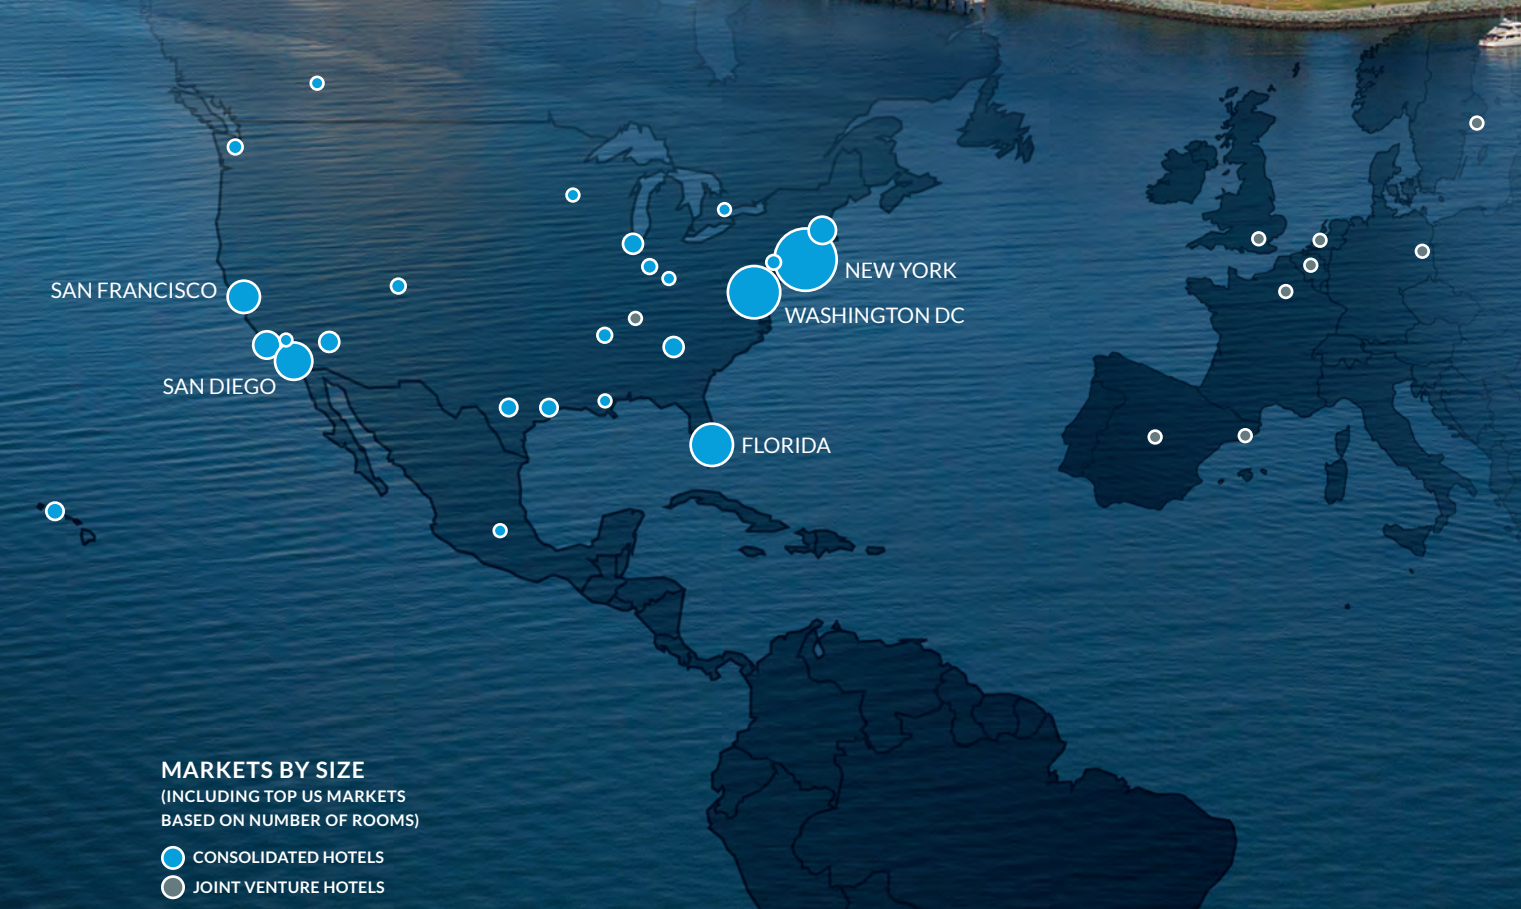 SAN FRANCISCO
NEW YORK
WASHINGTON DC
SAN DIEGO
FLORIDA
MARKETS BY SIZE
(INCLUDING TOP US MARKETS
BASED ON NUMBER OF ROOMS)
CONSOLIDATED HOTELS
JOINT VENTURE HOTELS